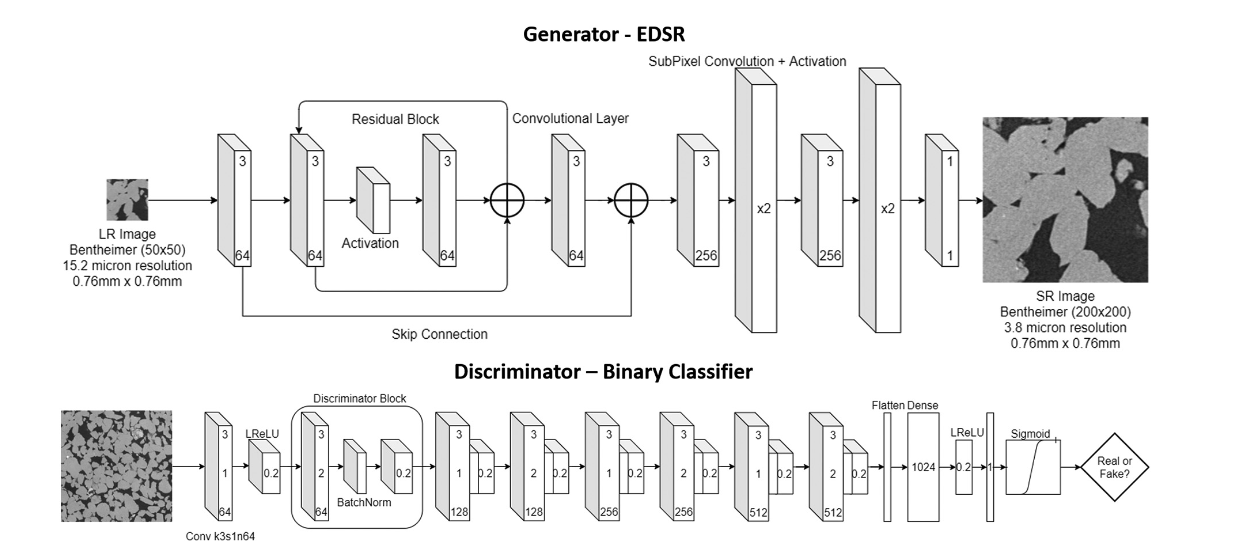 Generator - EDSR
SubPixel Convolution + Activation
Residual Block
Convolutional Layer
3
3
3
3
3
3
1
x2
x2
Activation
64
64
64
64
256
256
1
LR Image
Bentheimer (50x50)
15.2 micron resolution
0.76mm x 0.76mm
Skip Connection
SR Image
Bentheimer (200x200)
3.8 micron resolution
0.76mm x 0.76mm
Discriminator – Binary Classifier
Discriminator Block
Flatten Dense
LReLU
LReLU
Sigmoid
3
3
3
3
3
3
3
3
1
0.2
2
0.2
1
0.2
2
0.2
1
0.2
2
0.2
1
0.2
2
0.2
1024
0.2
1
1
Real or
Fake?
BatchNorm
64
64
128
128
256
256
512
512
Conv k3s1n64